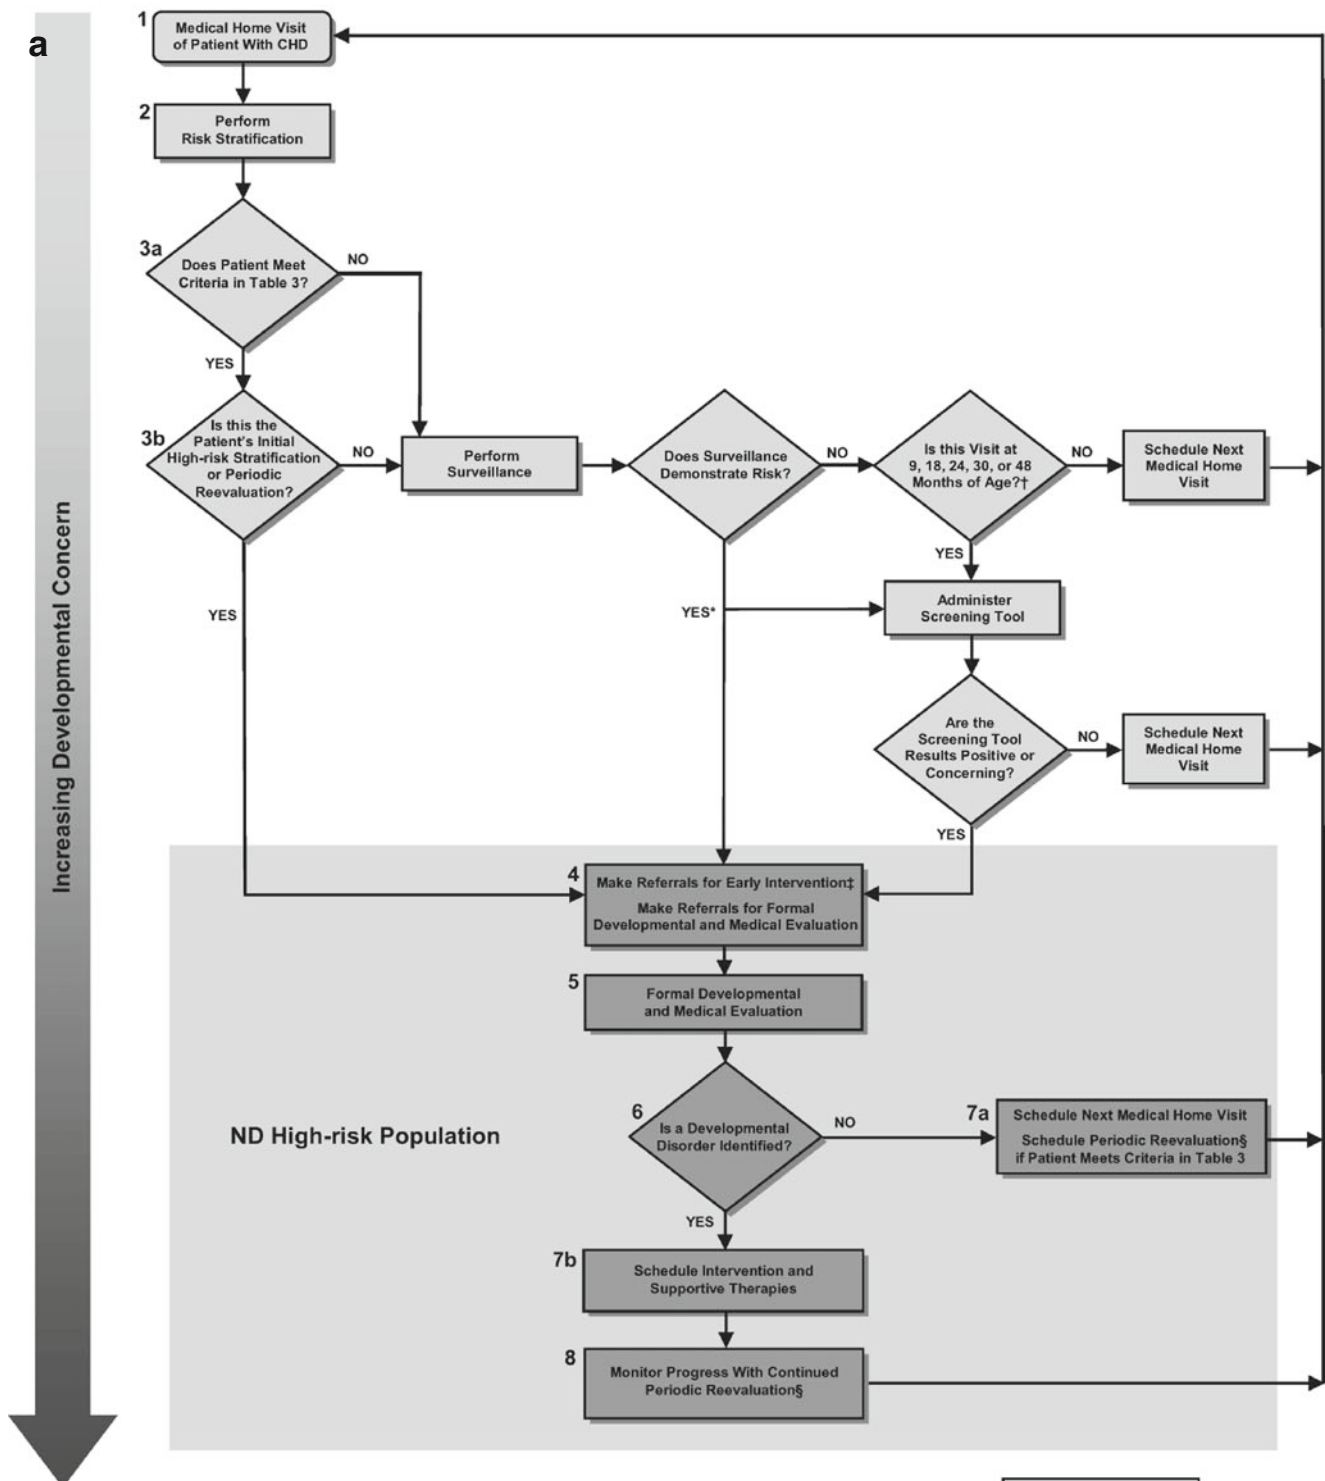 a
1
Medical Home Visit
of Patient With CHD
2
Perform
Risk Stratification
3a
Does Patient Meet
Criteria in Table 3?
NO
YES
3b
Is this the
Patient's Initial
High-risk Stratification
or Periodic
Reevaluation?
NO
Perform
Surveillance
Does Surveillance
Demonstrate Risk?
NO
Is this Visit at
9, 18, 24, 30, or 48
Months of Age?†
NO
Schedule Next
Medical Home
Visit
YES
YES
YES*
Administer
Screening Tool
Are the
Screening Tool
Results Positive or
Concerning?
NO
Schedule Next
Medical Home
Visit
YES
Increasing Developmental Concern
4
Make Referrals for Early Intervention‡
Make Referrals for Formal
Developmental and Medical Evaluation
5
Formal Developmental
and Medical Evaluation
ND High-risk Population
6
Is a Developmental
Disorder Identified?
NO
7a
Schedule Next Medical Home Visit
Schedule Periodic Reevaluation§
if Patient Meets Criteria in Table 3
YES
7b
Schedule Intervention and
Supportive Therapies
8
Monitor Progress With Continued
Periodic Reevaluation§